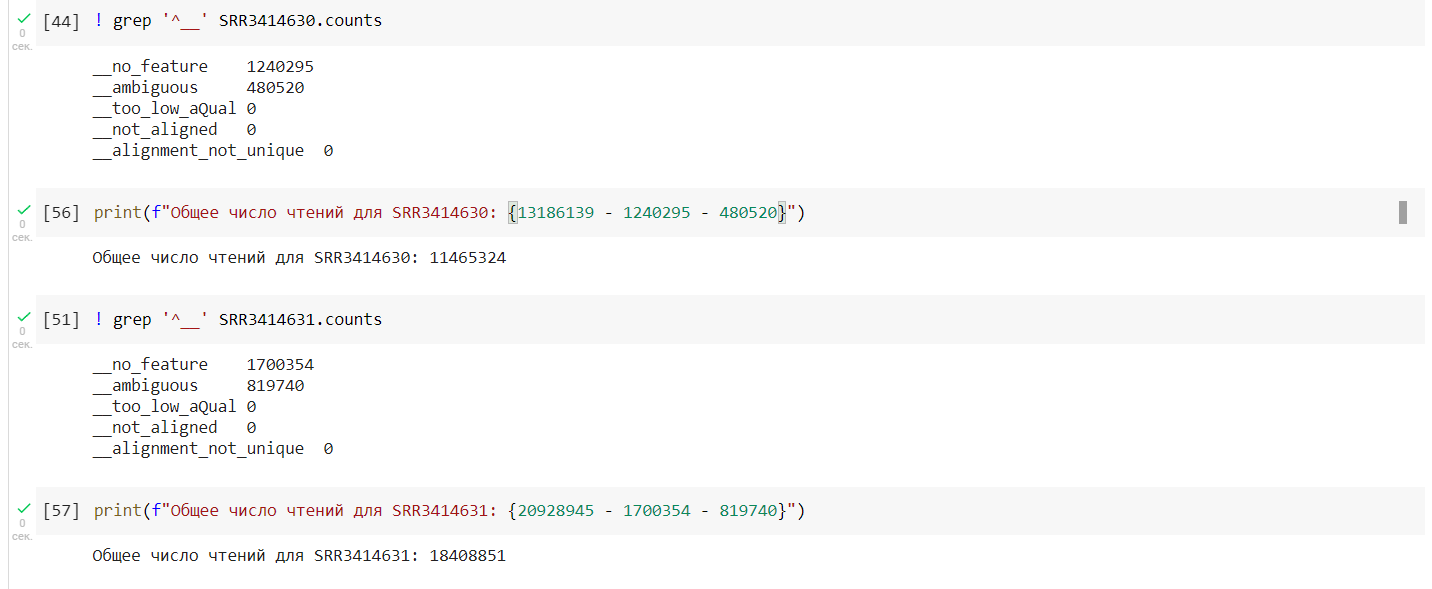 [44] ! grep '^__' SRR3414630.counts
0
сек.
__no_feature 1240295
__ambiguous 480520
__too_low_aQual 0
__not_aligned 0
__alignment_not_unique 0
[56] print(f"Общее число чтений для SRR3414630: {13186139 - 1240295 - 480520}")
0
сек.
Общее число чтений для SRR3414630: 11465324
[51] ! grep '^__' SRR3414631.counts
0
сек.
__no_feature 1700354
__ambiguous 819740
__too_low_aQual 0
__not_aligned 0
__alignment_not_unique 0
[57] print(f"Общее число чтений для SRR3414631: {20928945 - 1700354 - 819740}")
0
сек.
Общее число чтений для SRR3414631: 18408851